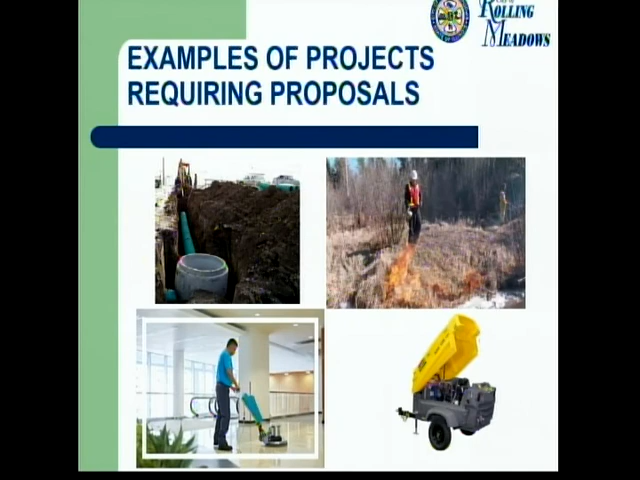 ROLLING
MEADOWS
EXAMPLES OF PROJECTS
REQUIRING PROPOSALS